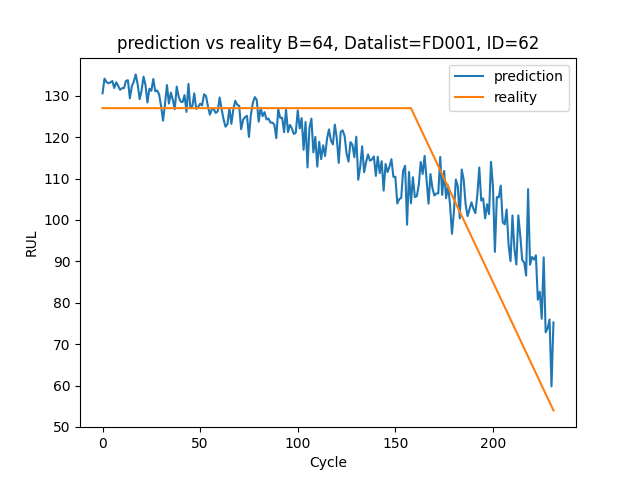 prediction vs reality B=64, Datalist=FD001, ID=62
prediction
reality
RUL
130
120
110
100
90
80
70
60
50
0 50 100 150 200
Cycle